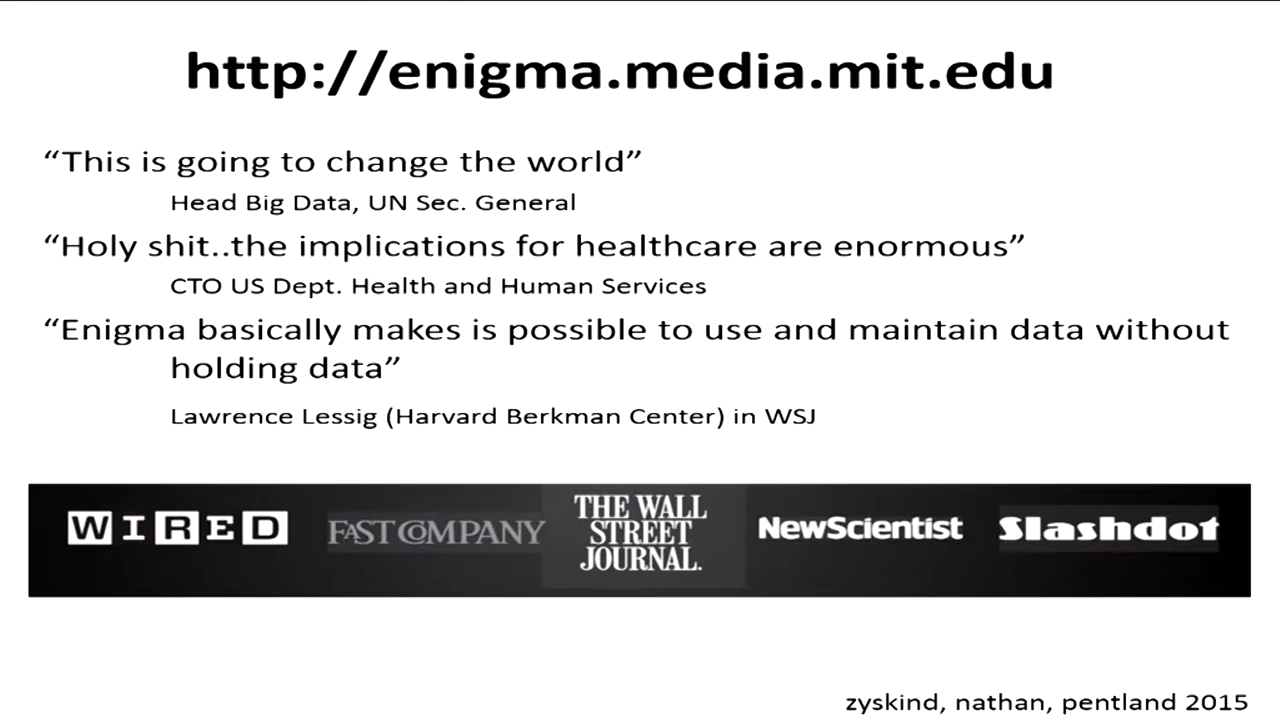 http://enigma.media.mit.edu
“This is going to change the world”
Head Big Data, UN Sec. General
“Holy shit..the implications for healthcare are enormous”
CTO US Dept. Health and Human Services
“Enigma basically makes is possible to use and maintain data without
holding data”
Lawrence Lessig (Harvard Berkman Center) in WSJ
WIRED FAST COMPANY THE WALL STREET JOURNAL. NewScientist Slashdot
zyskind, nathan, pentland 2015